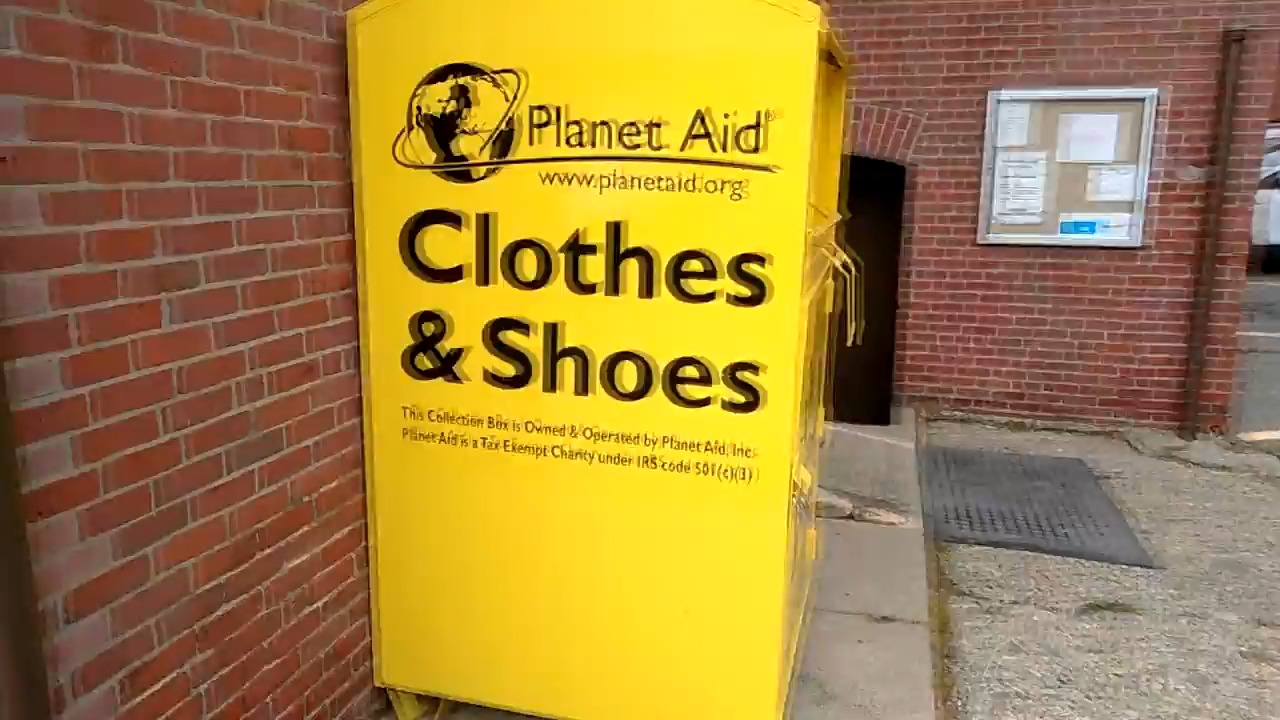 Planet Aid®
www.planetaid.org
Clothes
& Shoes
This Collection Box is Owned & Operated by Planet Aid, Inc.
Planet Aid is a Tax Exempt Charity under IRS code 501(c)(3)